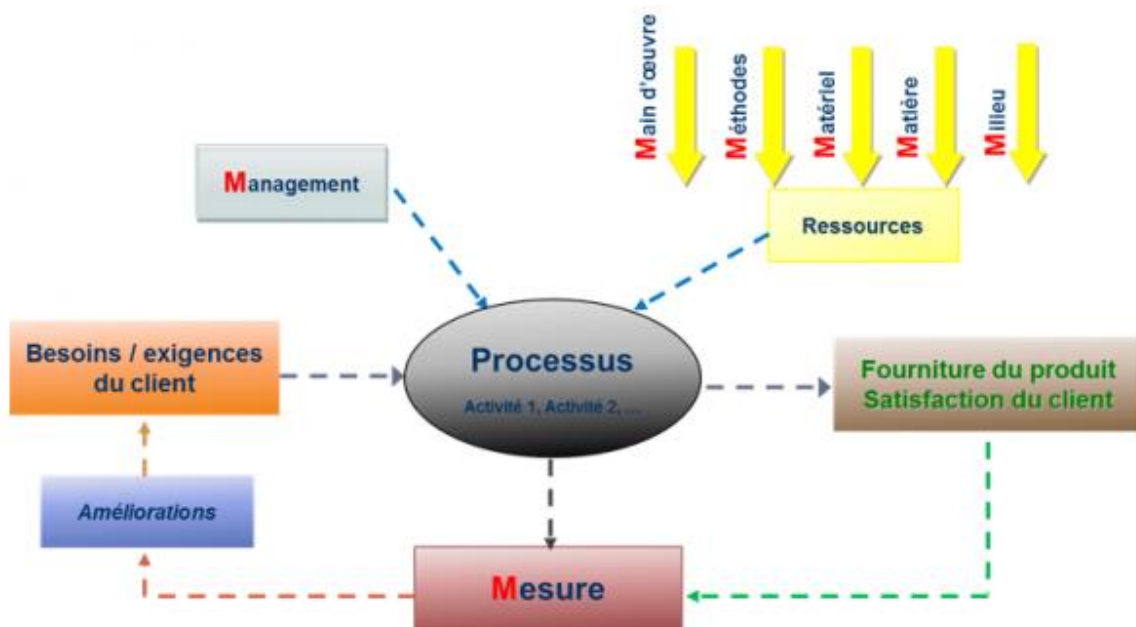 Main d'œuvre
Méthodes
Matériel
Matière
Milieu
Management
Ressources
Besoins / exigences
du client
Processus
Activité 1, Activité 2, ...
Fourniture du produit
Satisfaction du client
Améliorations
Mesure